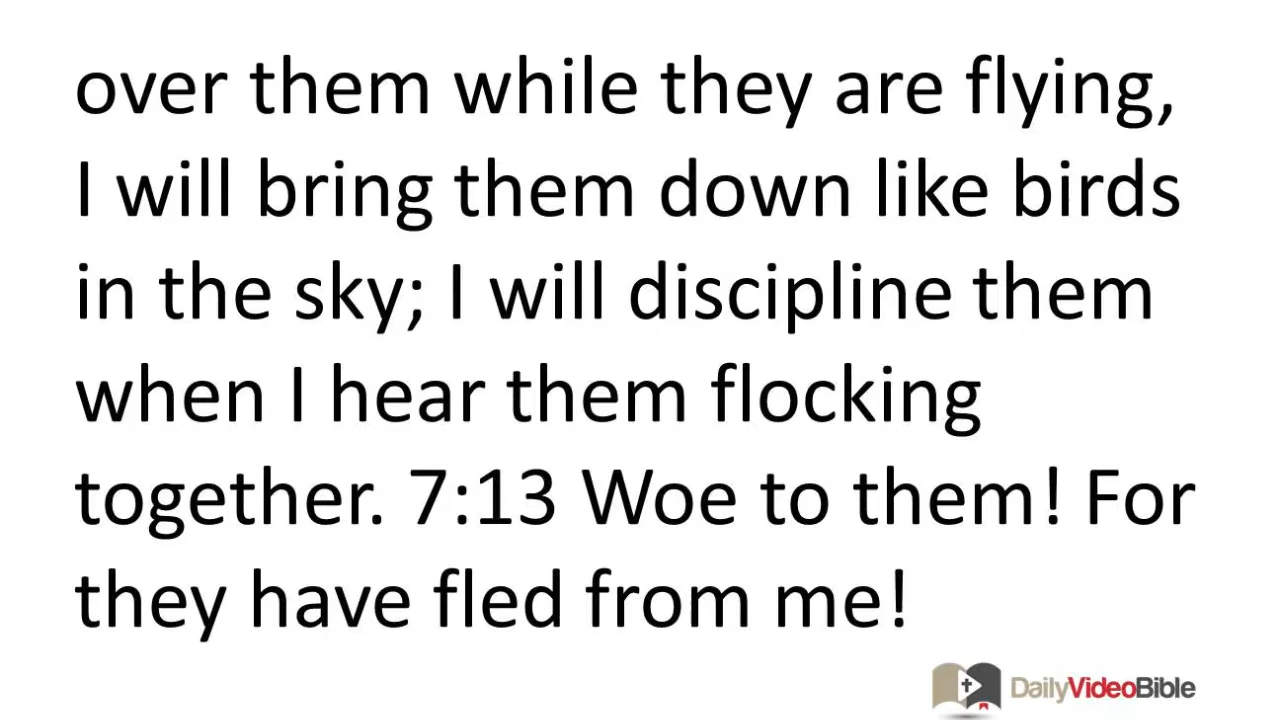 over them while they are flying,
I will bring them down like birds
in the sky; I will discipline them
when I hear them flocking
together. 7:13 Woe to them! For
they have fled from me!
DailyVideoBible